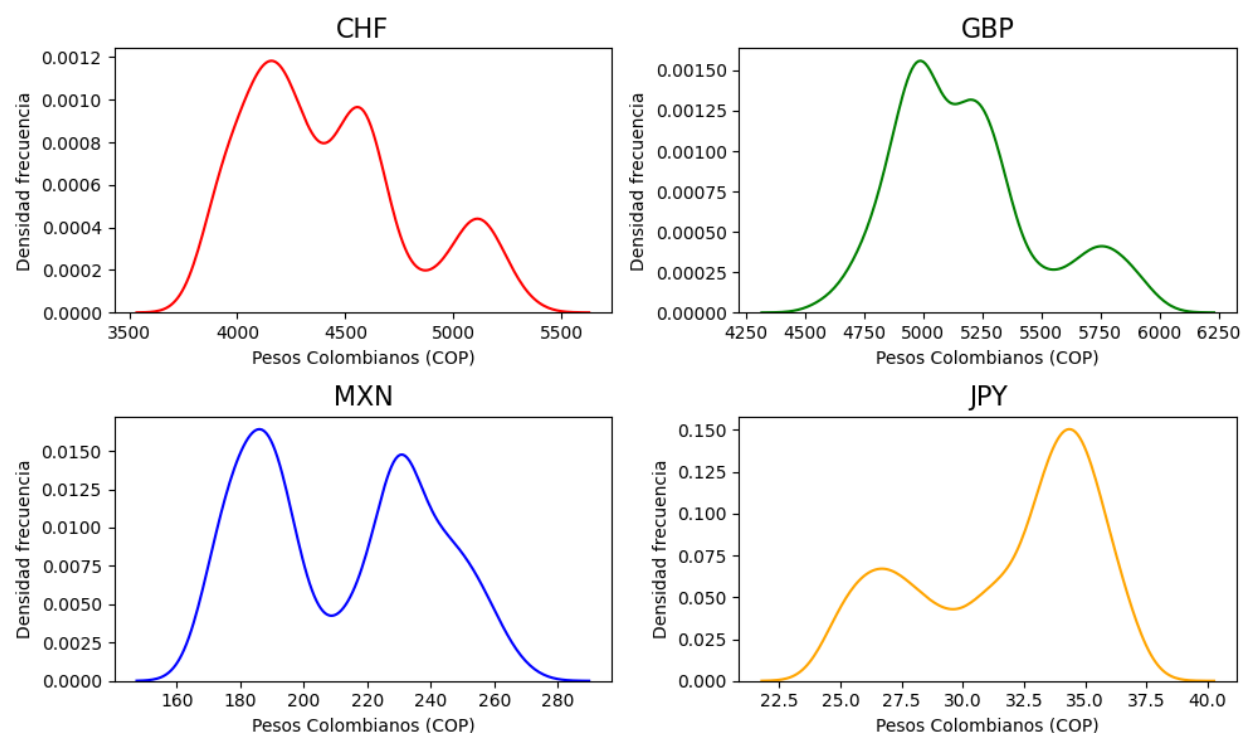 CHF
Densidad frecuencia
0.0012
0.0010
0.0008
0.0006
0.0004
0.0002
0.0000
3500 4000 4500 5000 5500
Pesos Colombianos (COP)
GBP
Densidad frecuencia
0.00150
0.00125
0.00100
0.00075
0.00050
0.00025
0.00000
4250 4500 4750 5000 5250 5500 5750 6000 6250
Pesos Colombianos (COP)
MXN
Densidad frecuencia
0.0150
0.0125
0.0100
0.0075
0.0050
0.0025
0.0000
160 180 200 220 240 260 280
Pesos Colombianos (COP)
JPY
Densidad frecuencia
0.150
0.125
0.100
0.075
0.050
0.025
0.000
22.5 25.0 27.5 30.0 32.5 35.0 37.5 40.0
Pesos Colombianos (COP)